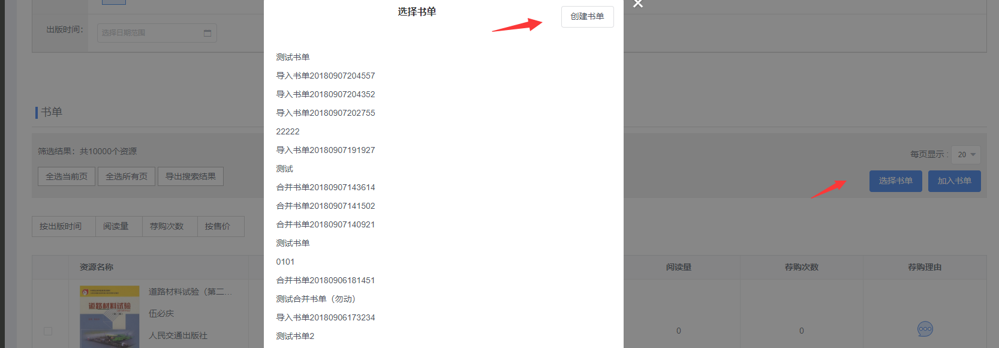 选择书单
创建书单
出版时间：
选择日期范围
测试书单
导入书单20180907204557
导入书单20180907204352
导入书单20180907202755
22222
导入书单20180907191927
测试
合并书单20180907143614
合并书单20180907141502
合并书单20180907140921
测试书单
0101
合并书单20180906181451
测试合并书单（勿动）
导入书单20180906173234
测试书单2
书单
筛选结果：共10000个资源
每页显示 : 20
全选当前页 全选所有页 导出搜索结果
选择书单 加入书单
按出版时间 阅读量 荐购次数 按售价
资源名称 阅读量 荐购次数 荐购理由
道路材料试验
道路材料试验（第二...
伍必庆
人民交通出版社
0 0